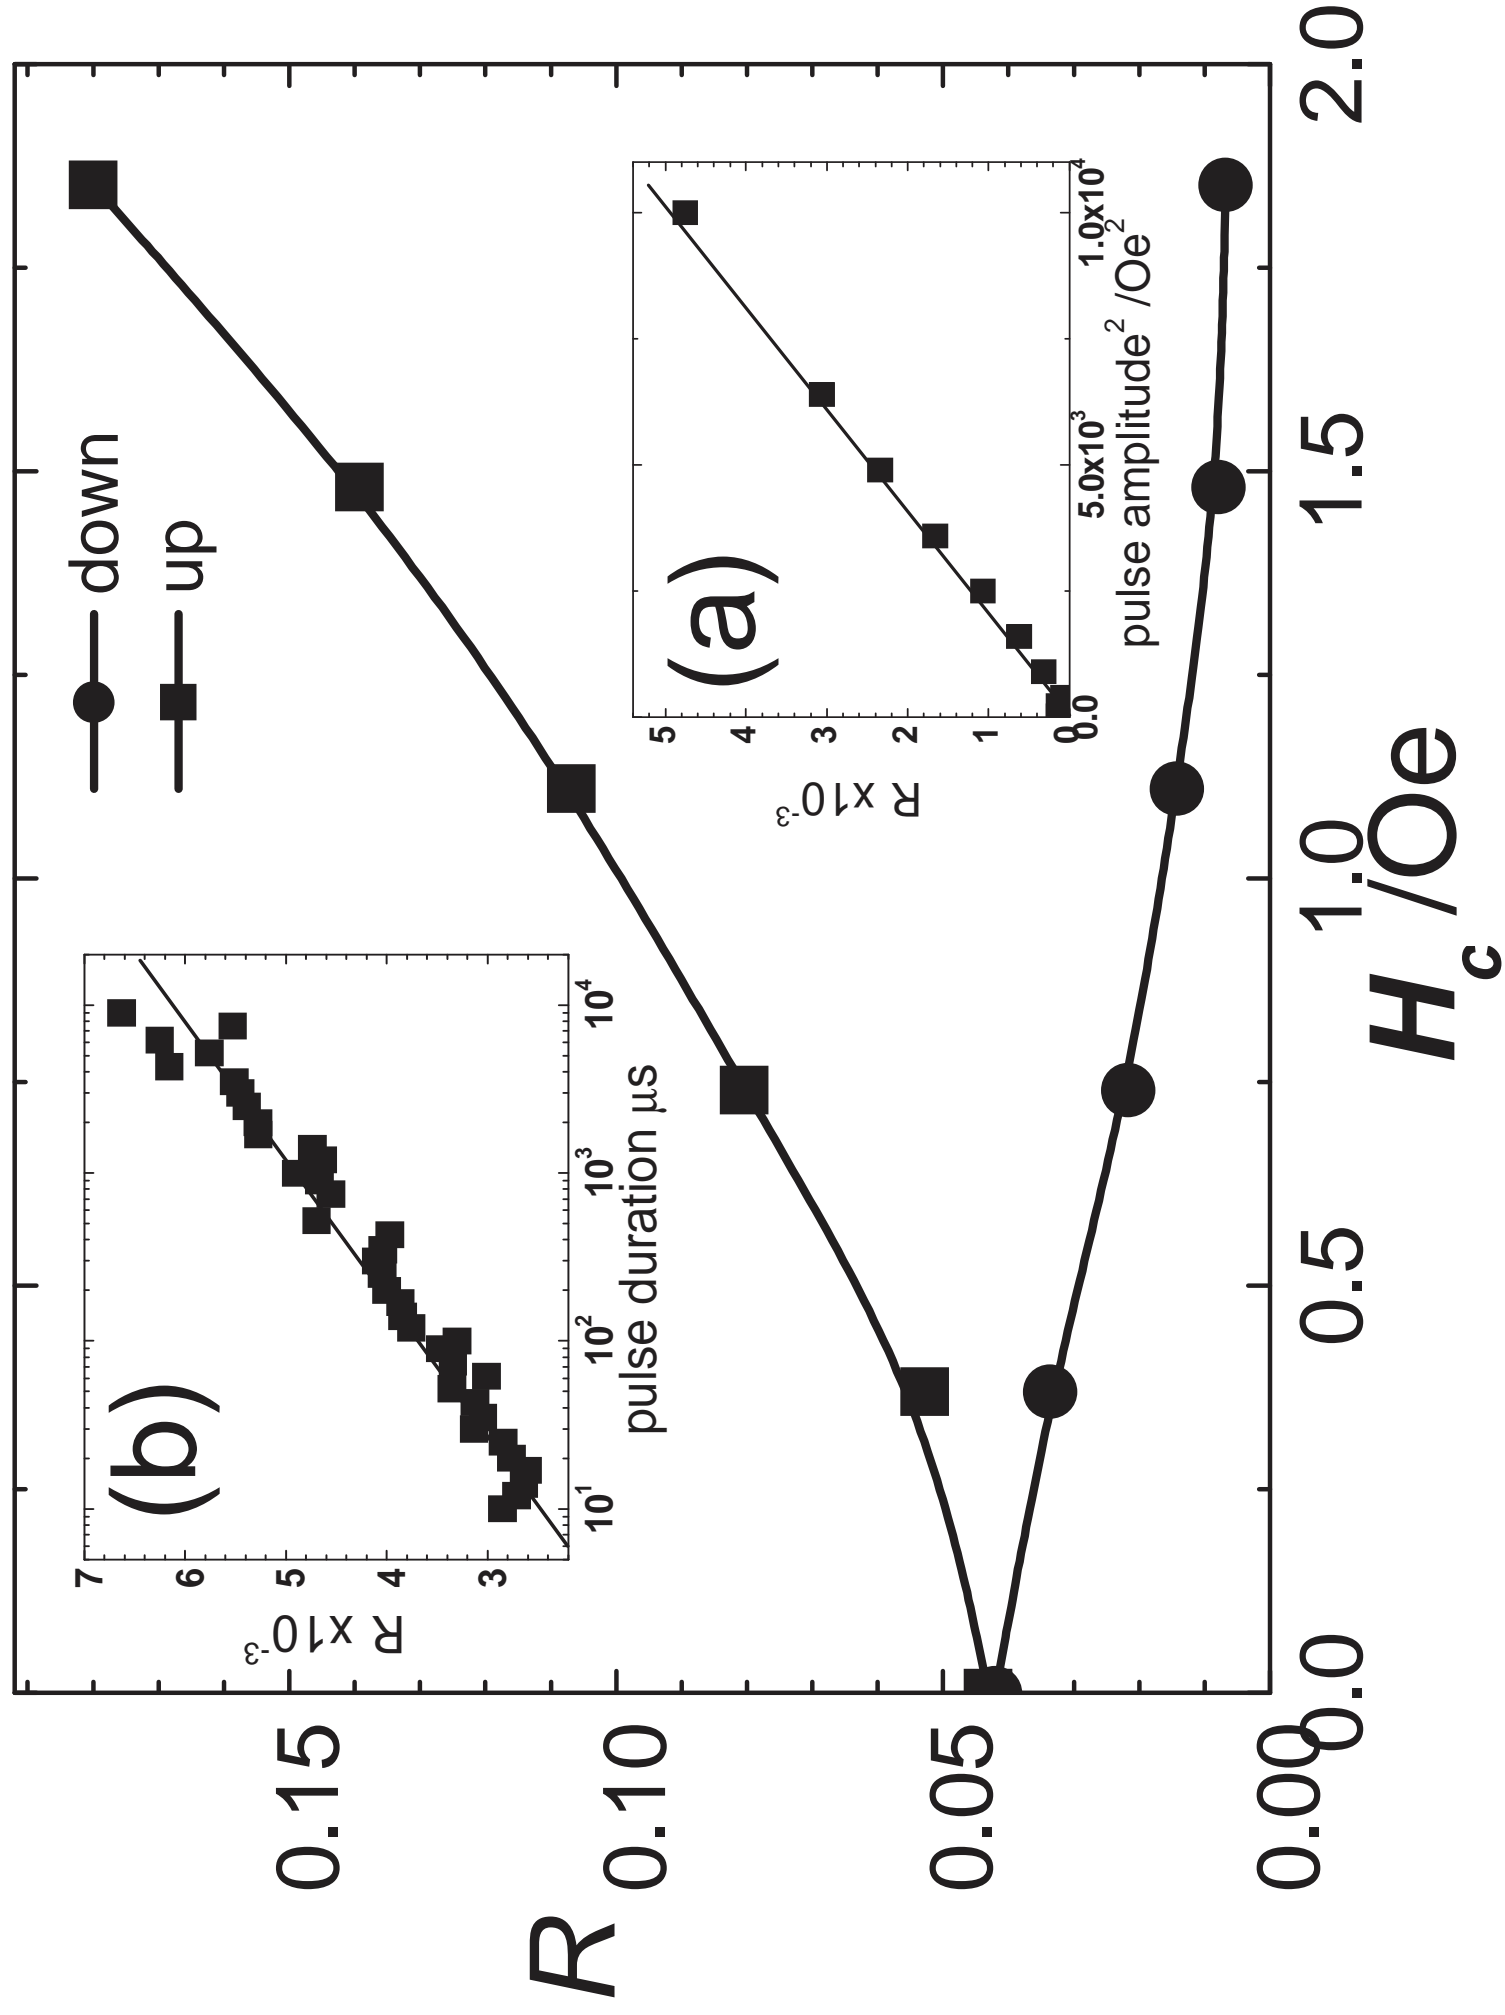 down
up
(b)
7
6
5
4
3
R x10-3
10^1
10^2
10^3
10^4
pulse duration μs
(a)
5
4
3
2
1
0
R x10-3
0.0
5.0x10^3
1.0x10^4
pulse amplitude^2 /Oe^2
0.15
0.10
0.05
0.00
R
0.0
0.5
1.0
1.5
2.0
H_c /Oe